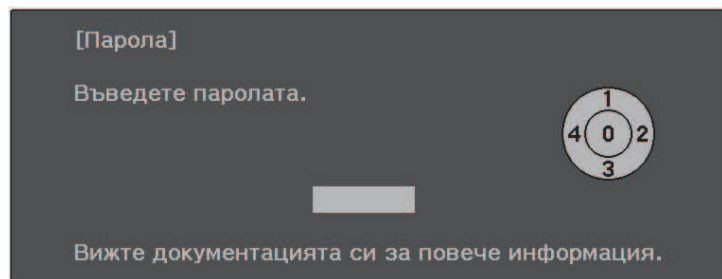 [Парола]
Въведете паролата.
1
4 0 2
3
Вижте документацията си за повече информация.